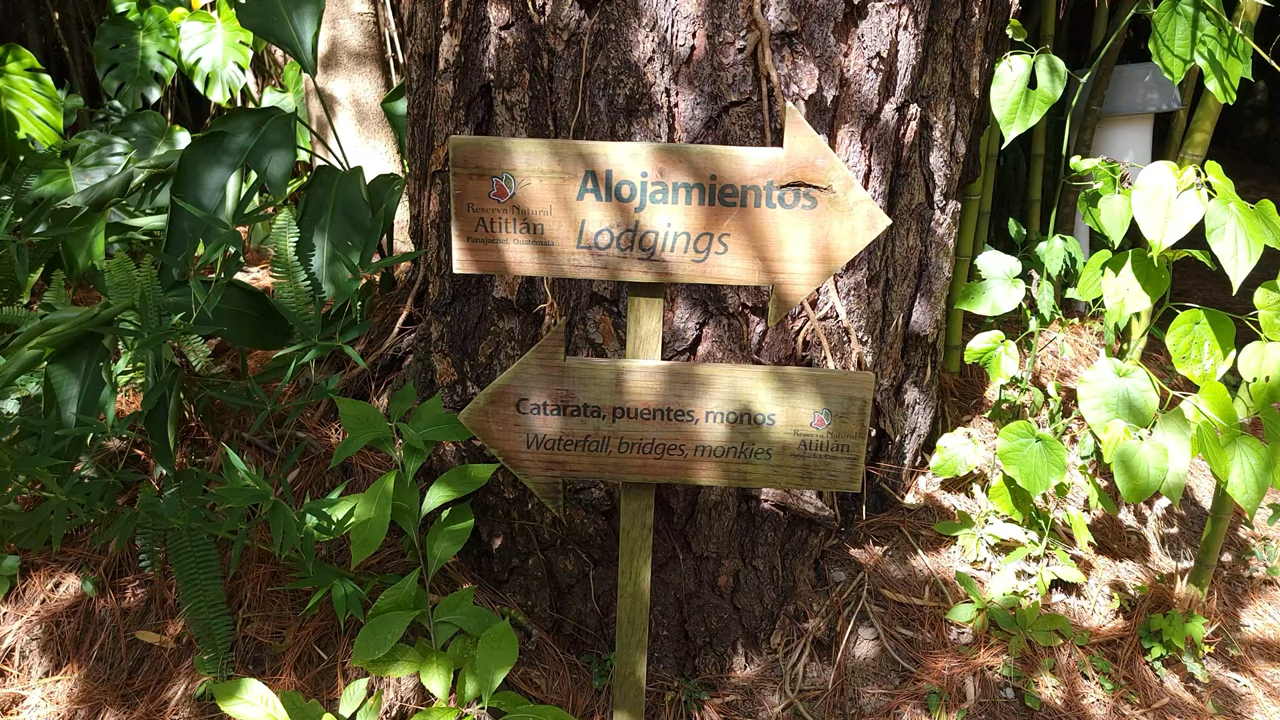 Alojamientos
Lodgings
Reserva Natural
Atitlán
Panajachel, Guatemala
Catarata, puentes, monos
Waterfall, bridges, monkies
Reserva Natural
Atitlán